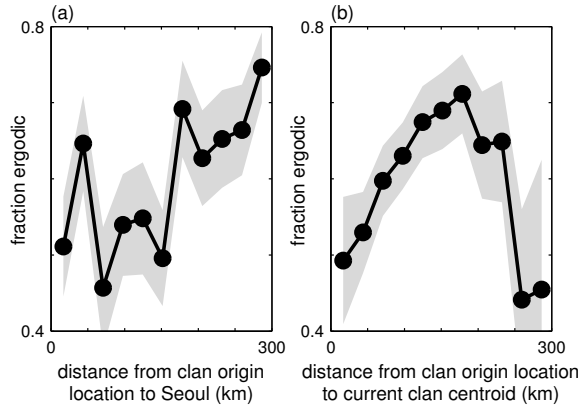 (a)
(b)
0.8
0.8
fraction ergodic
fraction ergodic
0.4
0.4
0
300
0
300
distance from clan origin
location to Seoul (km)
distance from clan origin location
to current clan centroid (km)